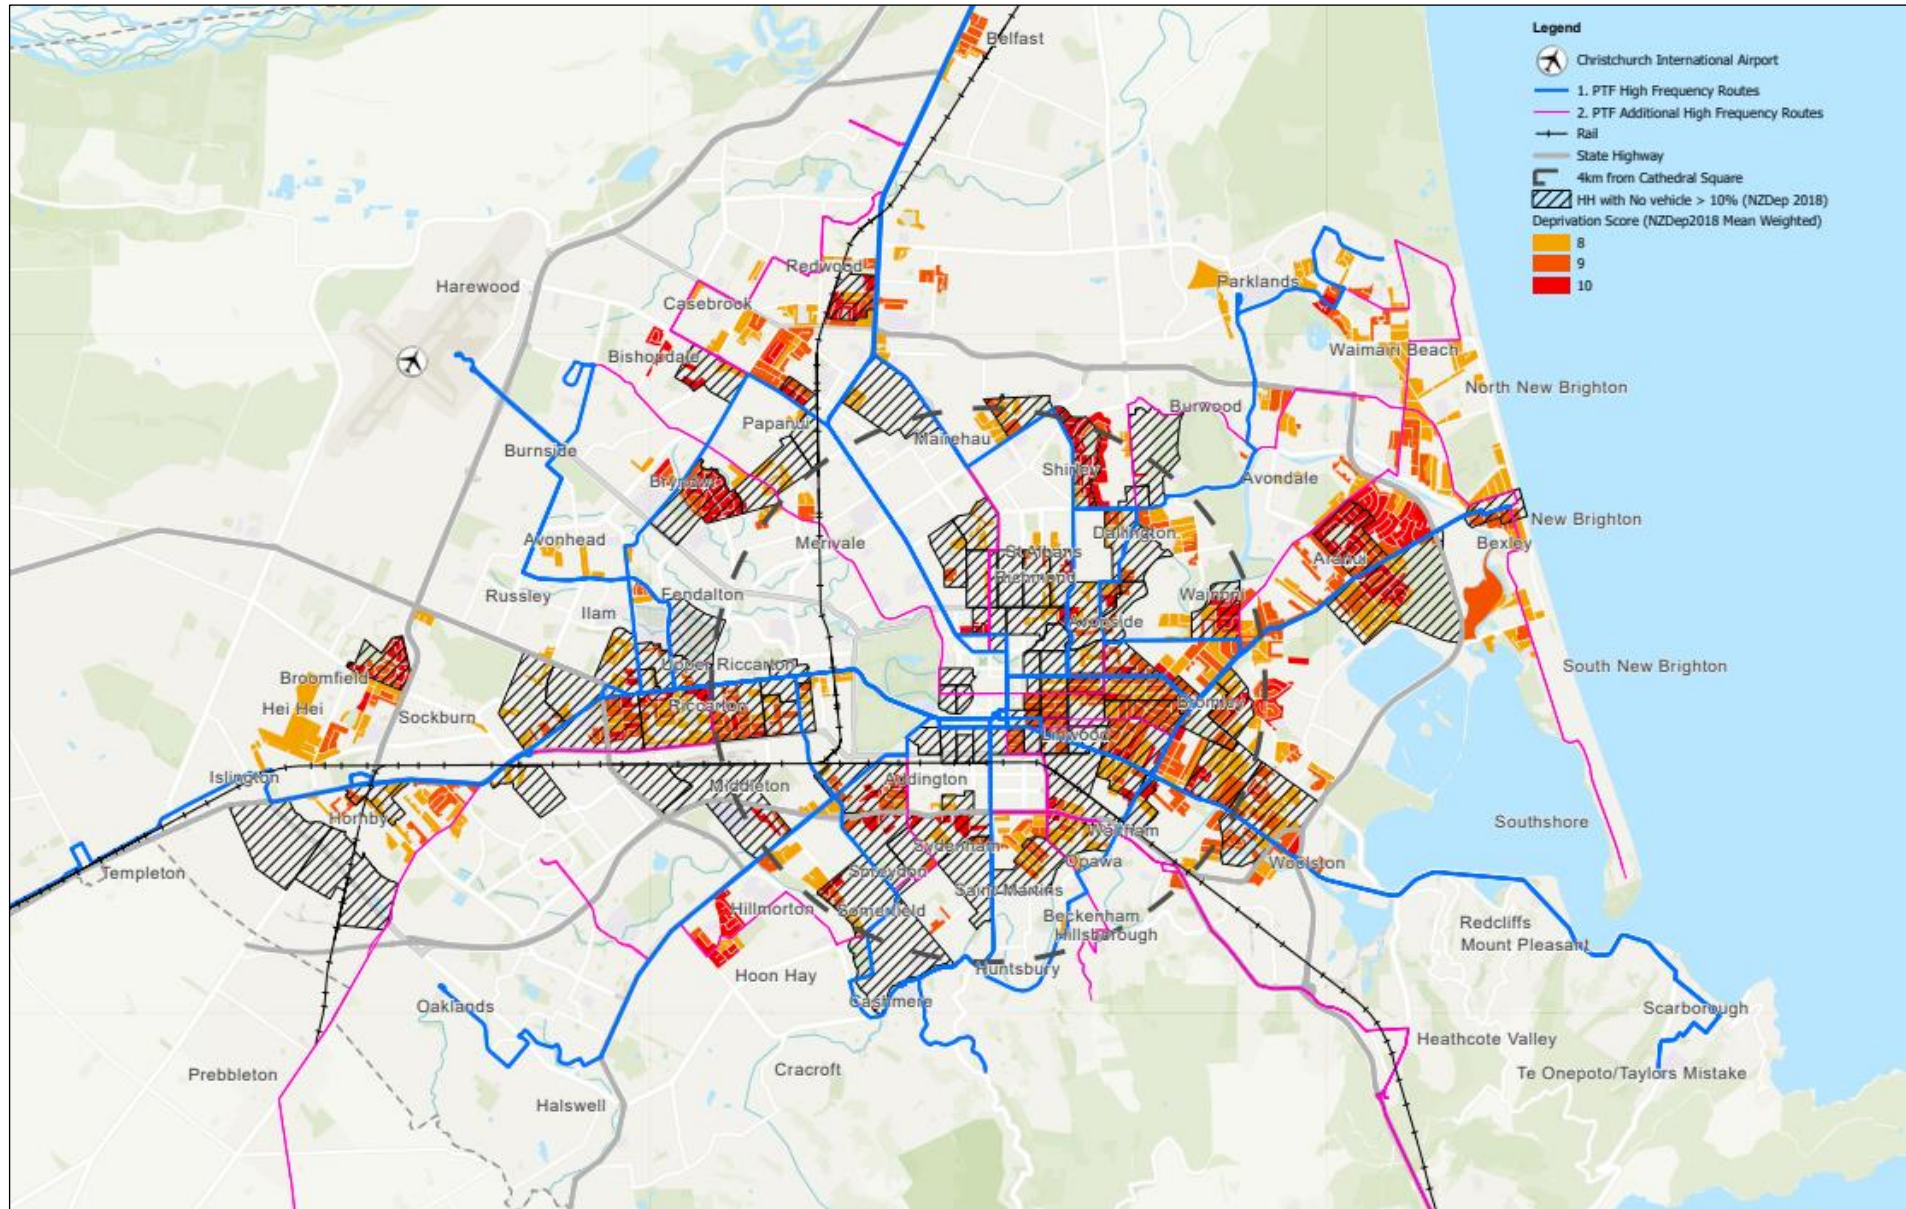 Legend
Christchurch International Airport
1. PTF High Frequency Routes
2. PTF Additional High Frequency Routes
Rail
State Highway
4km from Cathedral Square
HH with No vehicle > 10% (NZDep 2018)
Deprivation Score (NZDep2018 Mean Weighted)
8
9
10
Belfast
Redwood
Harewood
Casebrook
Parklands
Bishopdale
Waimairi Beach
North New Brighton
Papanui
Burwood
Mairehau
Burnside
Shirley
Avondale
Bryndwr
New Brighton
Avonhead
Merivale
Dallington
Bexley
St Albans
Aranui
Richmond
Russley
Fendalton
Wainoni
Ilam
Avonside
Upper Riccarton
South New Brighton
Broomfield
Hei Hei
Riccarton
Bromley
Sockburn
Linwood
Islington
Middleton
Addington
Hornby
Southshore
Waltham
Sydenham
Opawa
Woolston
Templeton
Spreydon
Saint Martins
Hillmorton
Somerfield
Beckenham
Redcliffs
Hillsborough
Mount Pleasant
Hoon Hay
Huntsbury
Oaklands
Cashmere
Scarborough
Heathcote Valley
Prebbleton
Cracroft
Te Onepoto/Taylors Mistake
Halswell